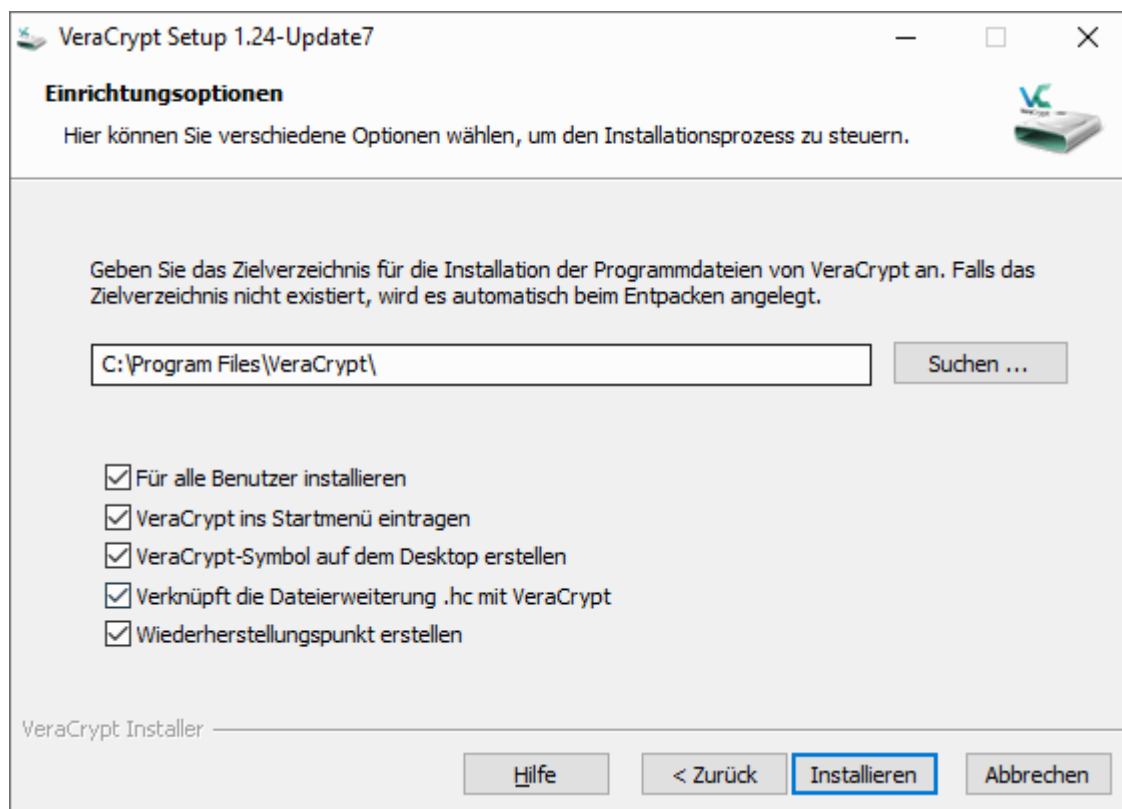 VeraCrypt Setup 1.24-Update7
Einrichtungsoptionen
Hier können Sie verschiedene Optionen wählen, um den Installationsprozess zu steuern.
VC
Geben Sie das Zielverzeichnis für die Installation der Programmdateien von VeraCrypt an. Falls das
Zielverzeichnis nicht existiert, wird es automatisch beim Entpacken angelegt.
C:\Program Files\VeraCrypt\
Suchen ...
Für alle Benutzer installieren
VeraCrypt ins Startmenü eintragen
VeraCrypt-Symbol auf dem Desktop erstellen
Verknüpft die Dateierweiterung .hc mit VeraCrypt
Wiederherstellungspunkt erstellen
VeraCrypt Installer
Hilfe
< Zurück
Installieren
Abbrechen